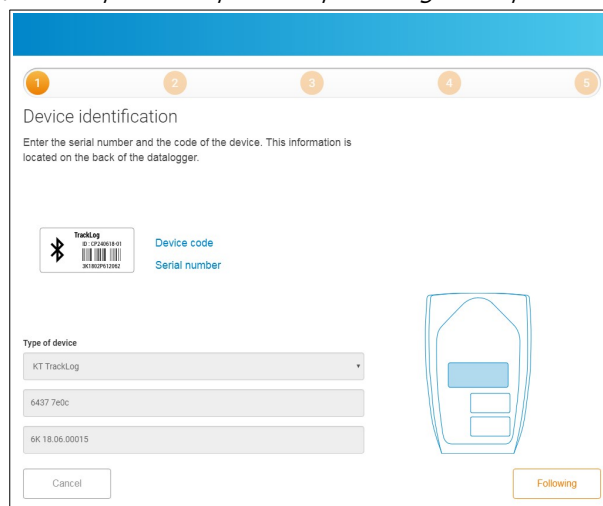 1 2 3 4 5
Device identification
Enter the serial number and the code of the device. This information is
located on the back of the datalogger.
TrackLog
ID : CP240618-01
3K1802P612062
Device code
Serial number
Type of device
KT TrackLog
6437 7e0c
6K 18.06.00015
Cancel
Following